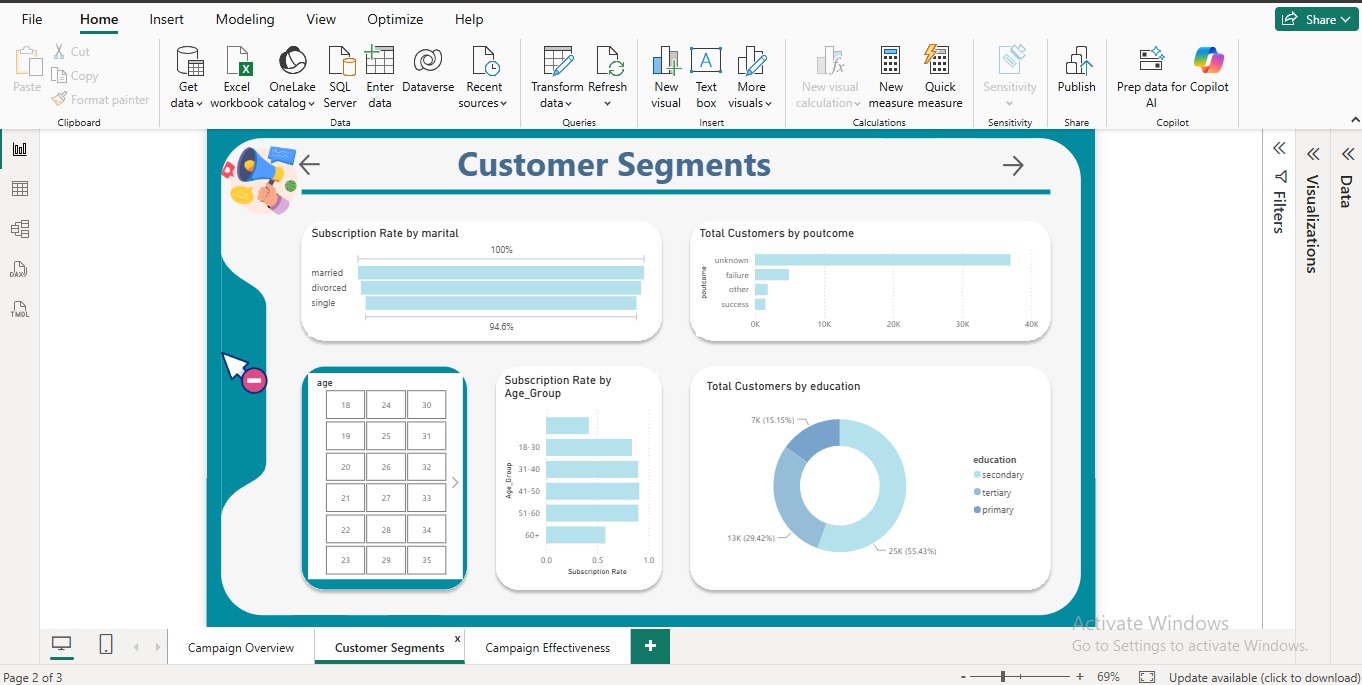 File Home Insert Modeling View Optimize Help Share
Paste
Cut
Copy
Format painter
Clipboard
Get data
Excel workbook
OneLake catalog
SQL Server
Enter data
Dataverse
Recent sources
Data
Transform data
Refresh
Queries
New visual
Text box
More visuals
Insert
New visual calculation
New measure
Quick measure
Calculations
Sensitivity
Sensitivity
Publish
Share
Prep data for AI
Copilot
Copilot
DAX
TMDL
Customer Segments
Subscription Rate by marital
100%
married
divorced
single
94.6%
Total Customers by poutcome
poutcome
unknown
failure
other
success
0K 10K 20K 30K 40K
age
18 24 30
19 25 31
20 26 32
21 27 33
22 28 34
23 29 35
Subscription Rate by
Age_Group
Age_Group
18-30
31-40
41-50
51-60
60+
0.0 0.5 1.0
Subscription Rate
Total Customers by education
7K (15.15%)
13K (29.42%)
25K (55.43%)
education
secondary
tertiary
primary
Filters
Visualizations
Data
Activate Windows
Go to Settings to activate Windows.
Campaign Overview
Customer Segments x
Campaign Effectiveness
+
Page 2 of 3
- + 69%
Update available (click to download)